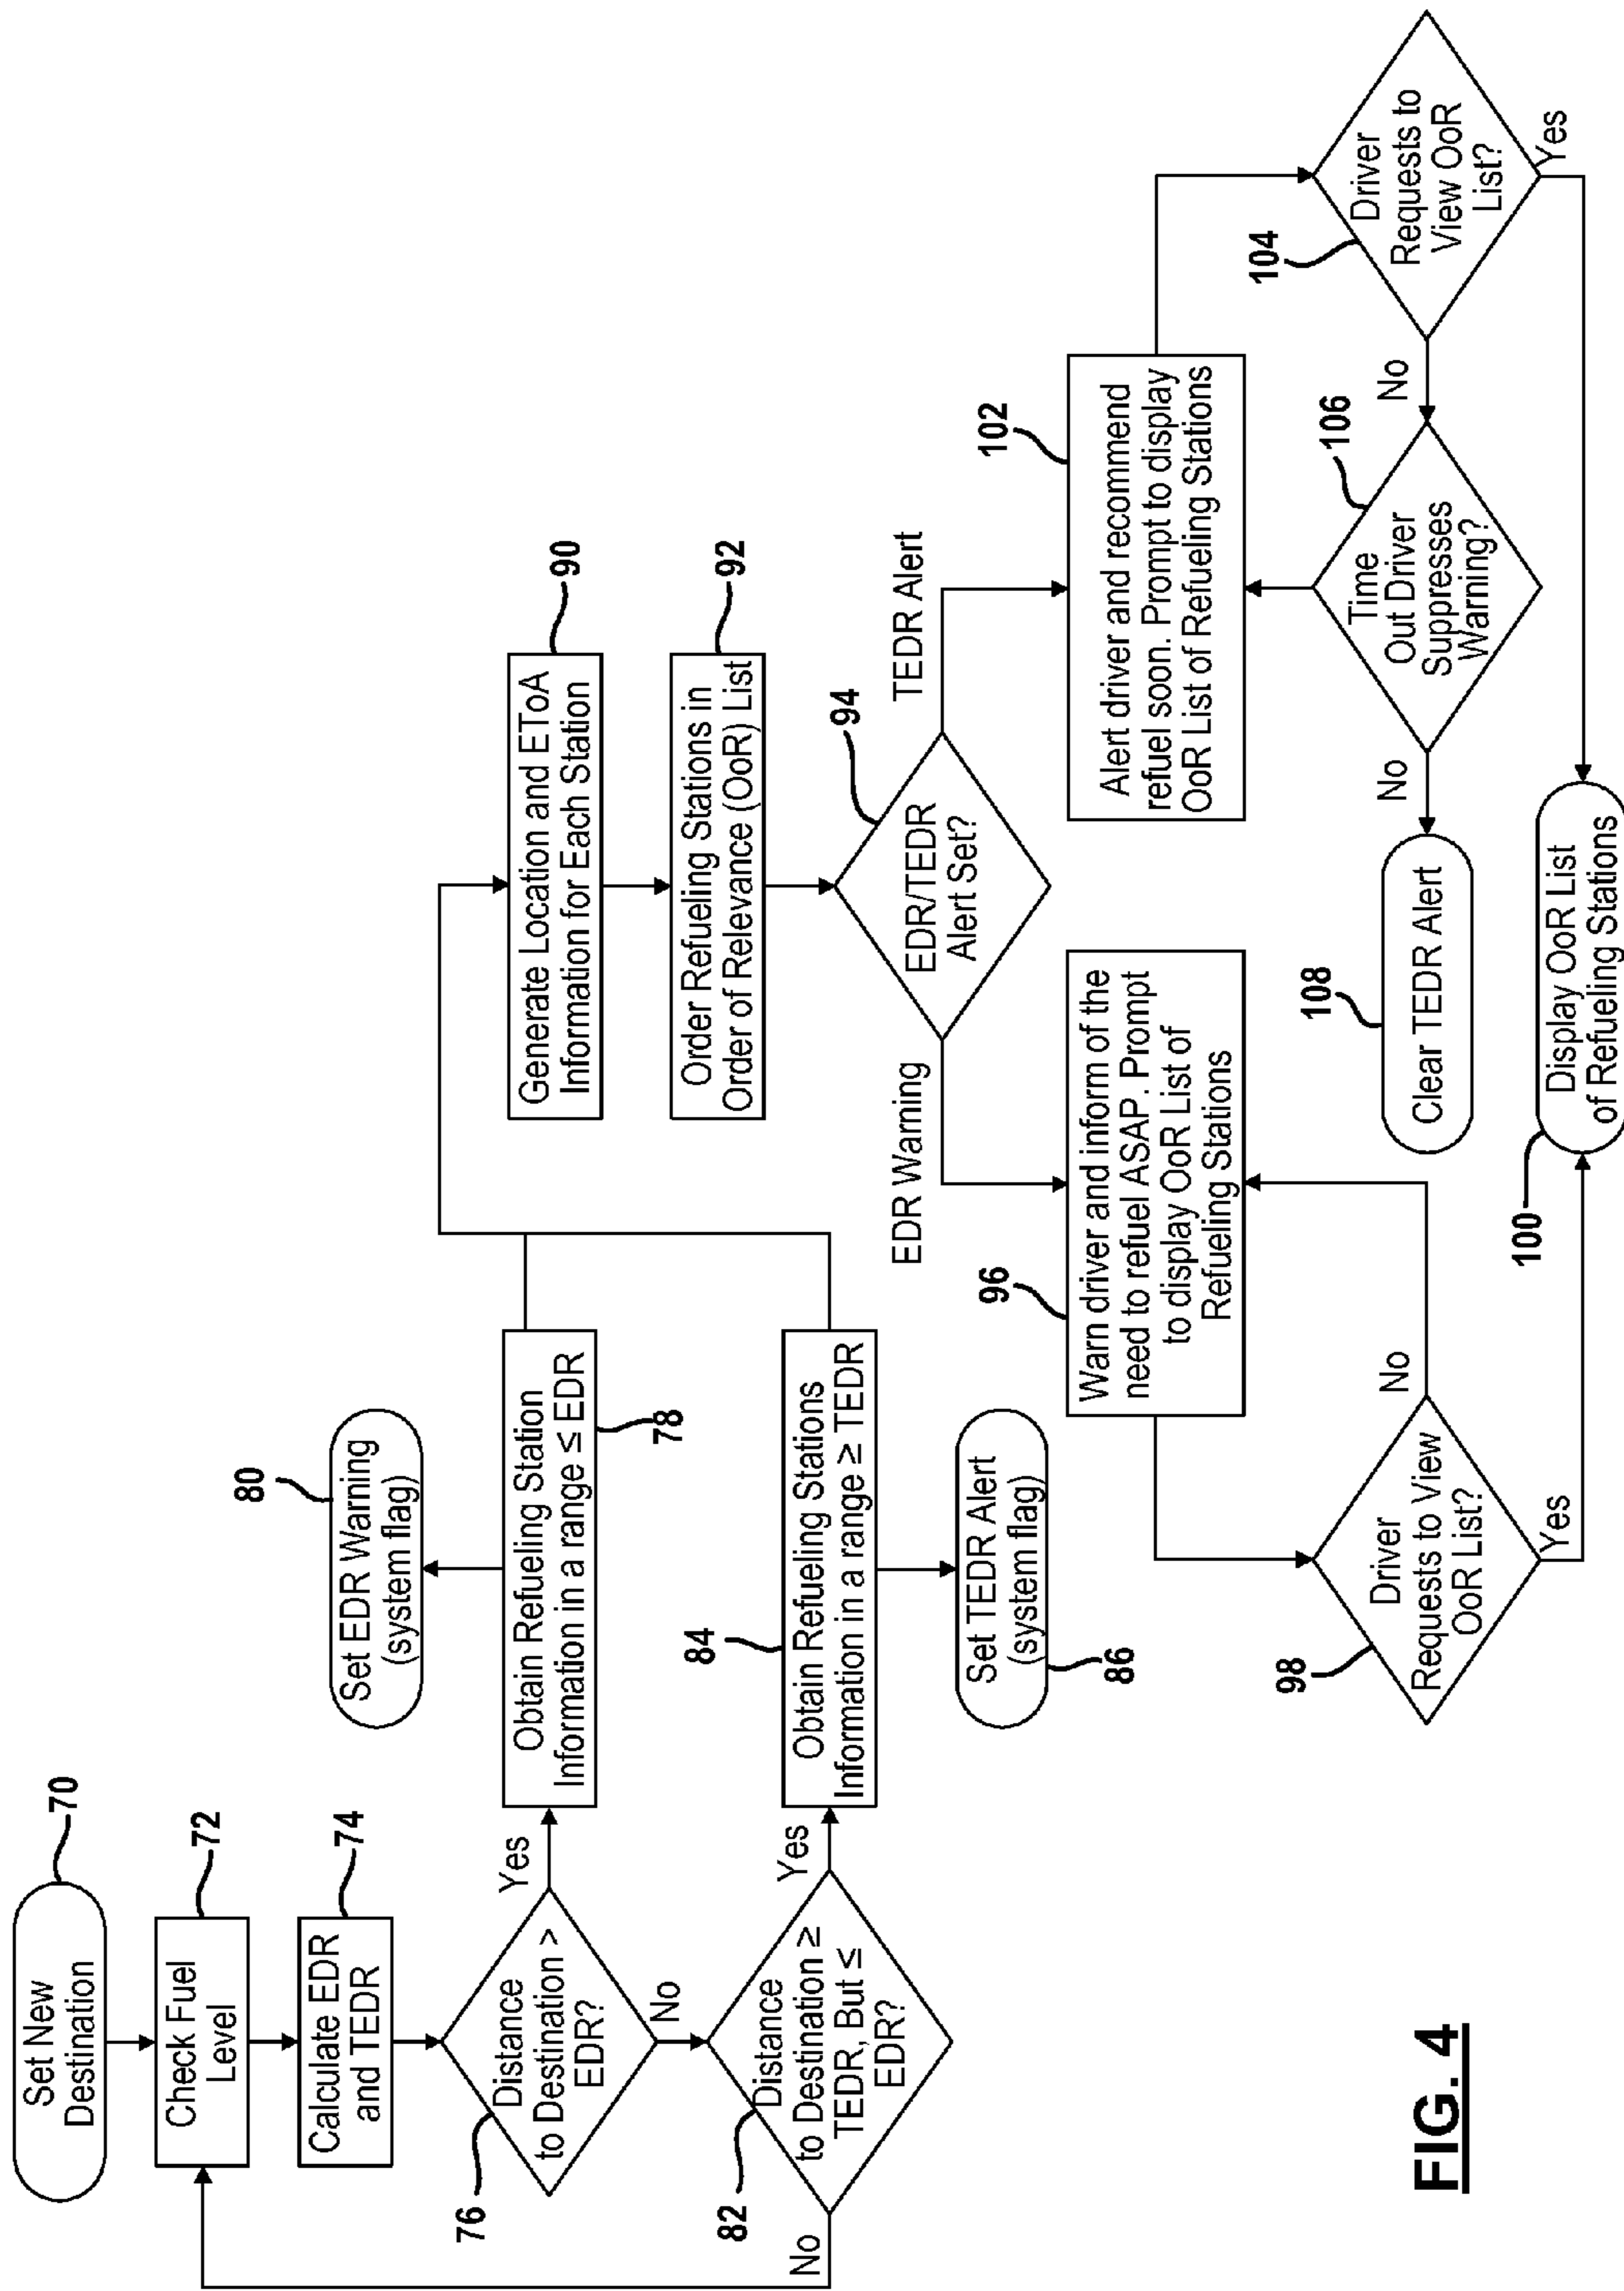 70
Set New
Destination
72
Check Fuel
Level
74
Calculate EDR
and TEDR
76
Distance
to Destination >
EDR?
Yes
No
80
Set EDR Warning
(system flag)
Obtain Refueling Station
Information in a range ≤ EDR
78
82
Distance
to Destination ≥
TEDR, But ≤
EDR?
Yes
No
84
Obtain Refueling Stations
Information in a range ≥ TEDR
Set TEDR Alert
(system flag)
86
90
Generate Location and EToA
Information for Each Station
92
Order Refueling Stations in
Order of Relevance (OoR) List
94
EDR/TEDR
Alert Set?
EDR Warning
TEDR Alert
96
Warn driver and inform of the
need to refuel ASAP. Prompt
to display OoR List of
Refueling Stations
98
Driver
Requests to View
OoR List?
No
Yes
102
Alert driver and recommend
refuel soon. Prompt to display
OoR List of Refueling Stations
104
Driver
Requests to
View OoR
List?
No
Yes
106
Time
Out Driver
Suppresses
Warning?
No
108
Clear TEDR Alert
100
Display OoR List
of Refueling Stations
FIG. 4